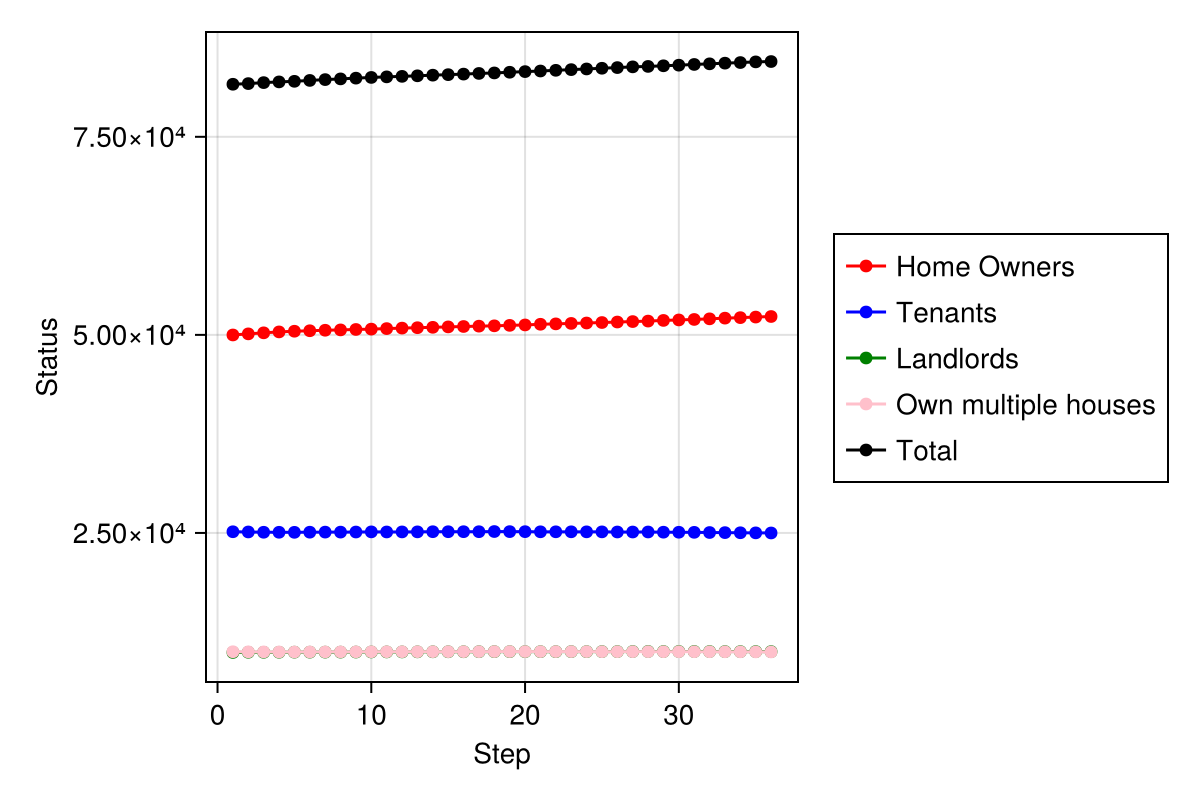 7.50×10⁴
5.00×10⁴
2.50×10⁴
Status
0 10 20 30
Step
Home Owners
Tenants
Landlords
Own multiple houses
Total